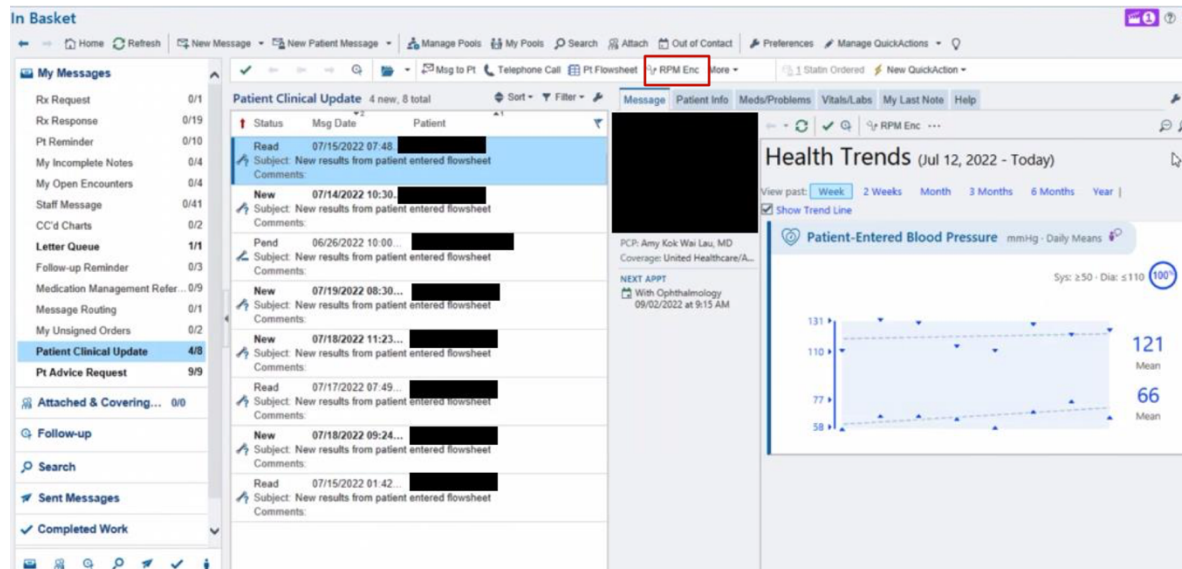 In Basket
1
Home Refresh New Message New Patient Message Manage Pools My Pools Search Attach Out of Contact Preferences Manage QuickActions
My Messages
Rx Request 0/1
Rx Response 0/19
Pt Reminder 0/10
My Incomplete Notes 0/4
My Open Encounters 0/4
Staff Message 0/41
CC'd Charts 0/2
Letter Queue 1/1
Follow-up Reminder 0/3
Medication Management Refer... 0/9
Message Routing 0/1
My Unsigned Orders 0/2
Patient Clinical Update 4/8
Pt Advice Request 9/9
Attached & Covering... 0/0
Follow-up
Search
Sent Messages
Completed Work
Msg to Pt Telephone Call Pt Flowsheet RPM Enc More 1 Statin Ordered New QuickAction
Patient Clinical Update 4 new, 8 total Sort Filter
Status Msg Date 2 Patient 1
Read 07/15/2022 07:48..
Subject: New results from patient entered flowsheet
Comments:
New 07/14/2022 10:30..
Subject: New results from patient entered flowsheet
Comments:
Pend 06/26/2022 10:00...
Subject: New results from patient entered flowsheet
Comments:
New 07/19/2022 08:30...
Subject: New results from patient entered flowsheet
Comments:
New 07/18/2022 11:23...
Subject: New results from patient entered flowsheet
Comments:
Read 07/17/2022 07:49...
Subject: New results from patient entered flowsheet
Comments:
New 07/18/2022 09:24...
Subject: New results from patient entered flowsheet
Comments:
Read 07/15/2022 01:42...
Subject: New results from patient entered flowsheet
Comments:
Message Patient Info Meds/Problems Vitals/Labs My Last Note Help
PCP: Amy Kok Wai Lau, MD
Coverage: United Healthcare/A...
NEXT APPT
With Ophthalmology
09/02/2022 at 9:15 AM
RPM Enc ...
Health Trends (Jul 12, 2022 - Today)
View past: Week 2 Weeks Month 3 Months 6 Months Year
Show Trend Line
Patient-Entered Blood Pressure mmHg · Daily Means
Sys: ≥50 · Dia: ≤110 100%
131
110
77
58
121
Mean
66
Mean